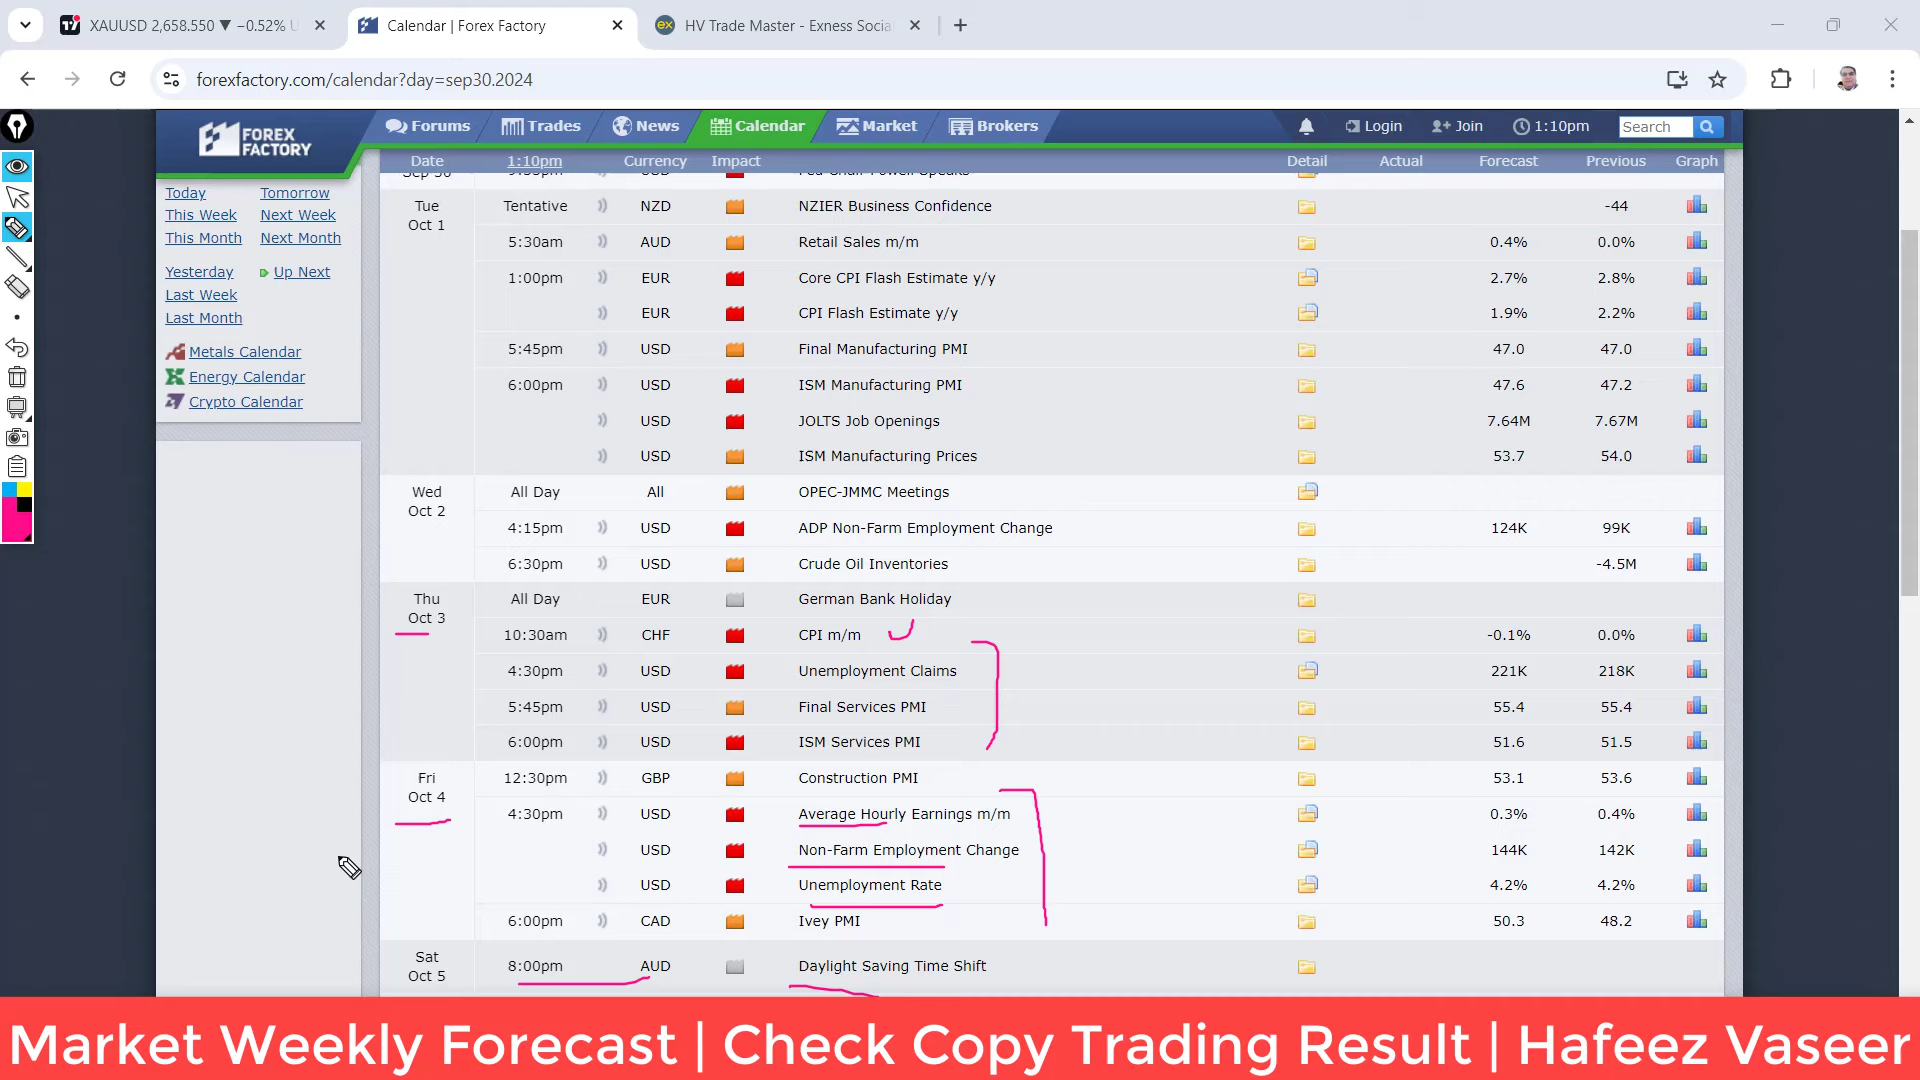 XAUUSD 2,658.550 ▼ −0.52% U
Calendar | Forex Factory
HV Trade Master - Exness Socia
forexfactory.com/calendar?day=sep30.2024
FOREX FACTORY
Forums Trades News Calendar Market Brokers Login Join 1:10pm Search
Date 1:10pm Currency Impact Detail Actual Forecast Previous Graph
Today Tomorrow
This Week Next Week
This Month Next Month
Yesterday Up Next
Last Week
Last Month
Metals Calendar
Energy Calendar
Crypto Calendar
Sep 30 9:55pm USD Fed Chair Powell Speaks
Tue Oct 1 Tentative NZD NZIER Business Confidence -44
5:30am AUD Retail Sales m/m 0.4% 0.0%
1:00pm EUR Core CPI Flash Estimate y/y 2.7% 2.8%
EUR CPI Flash Estimate y/y 1.9% 2.2%
5:45pm USD Final Manufacturing PMI 47.0 47.0
6:00pm USD ISM Manufacturing PMI 47.6 47.2
USD JOLTS Job Openings 7.64M 7.67M
USD ISM Manufacturing Prices 53.7 54.0
Wed Oct 2 All Day All OPEC-JMMC Meetings
4:15pm USD ADP Non-Farm Employment Change 124K 99K
6:30pm USD Crude Oil Inventories -4.5M
Thu Oct 3 All Day EUR German Bank Holiday
10:30am CHF CPI m/m -0.1% 0.0%
4:30pm USD Unemployment Claims 221K 218K
5:45pm USD Final Services PMI 55.4 55.4
6:00pm USD ISM Services PMI 51.6 51.5
Fri Oct 4 12:30pm GBP Construction PMI 53.1 53.6
4:30pm USD Average Hourly Earnings m/m 0.3% 0.4%
USD Non-Farm Employment Change 144K 142K
USD Unemployment Rate 4.2% 4.2%
6:00pm CAD Ivey PMI 50.3 48.2
Sat Oct 5 8:00pm AUD Daylight Saving Time Shift
Market Weekly Forecast | Check Copy Trading Result | Hafeez Vaseer